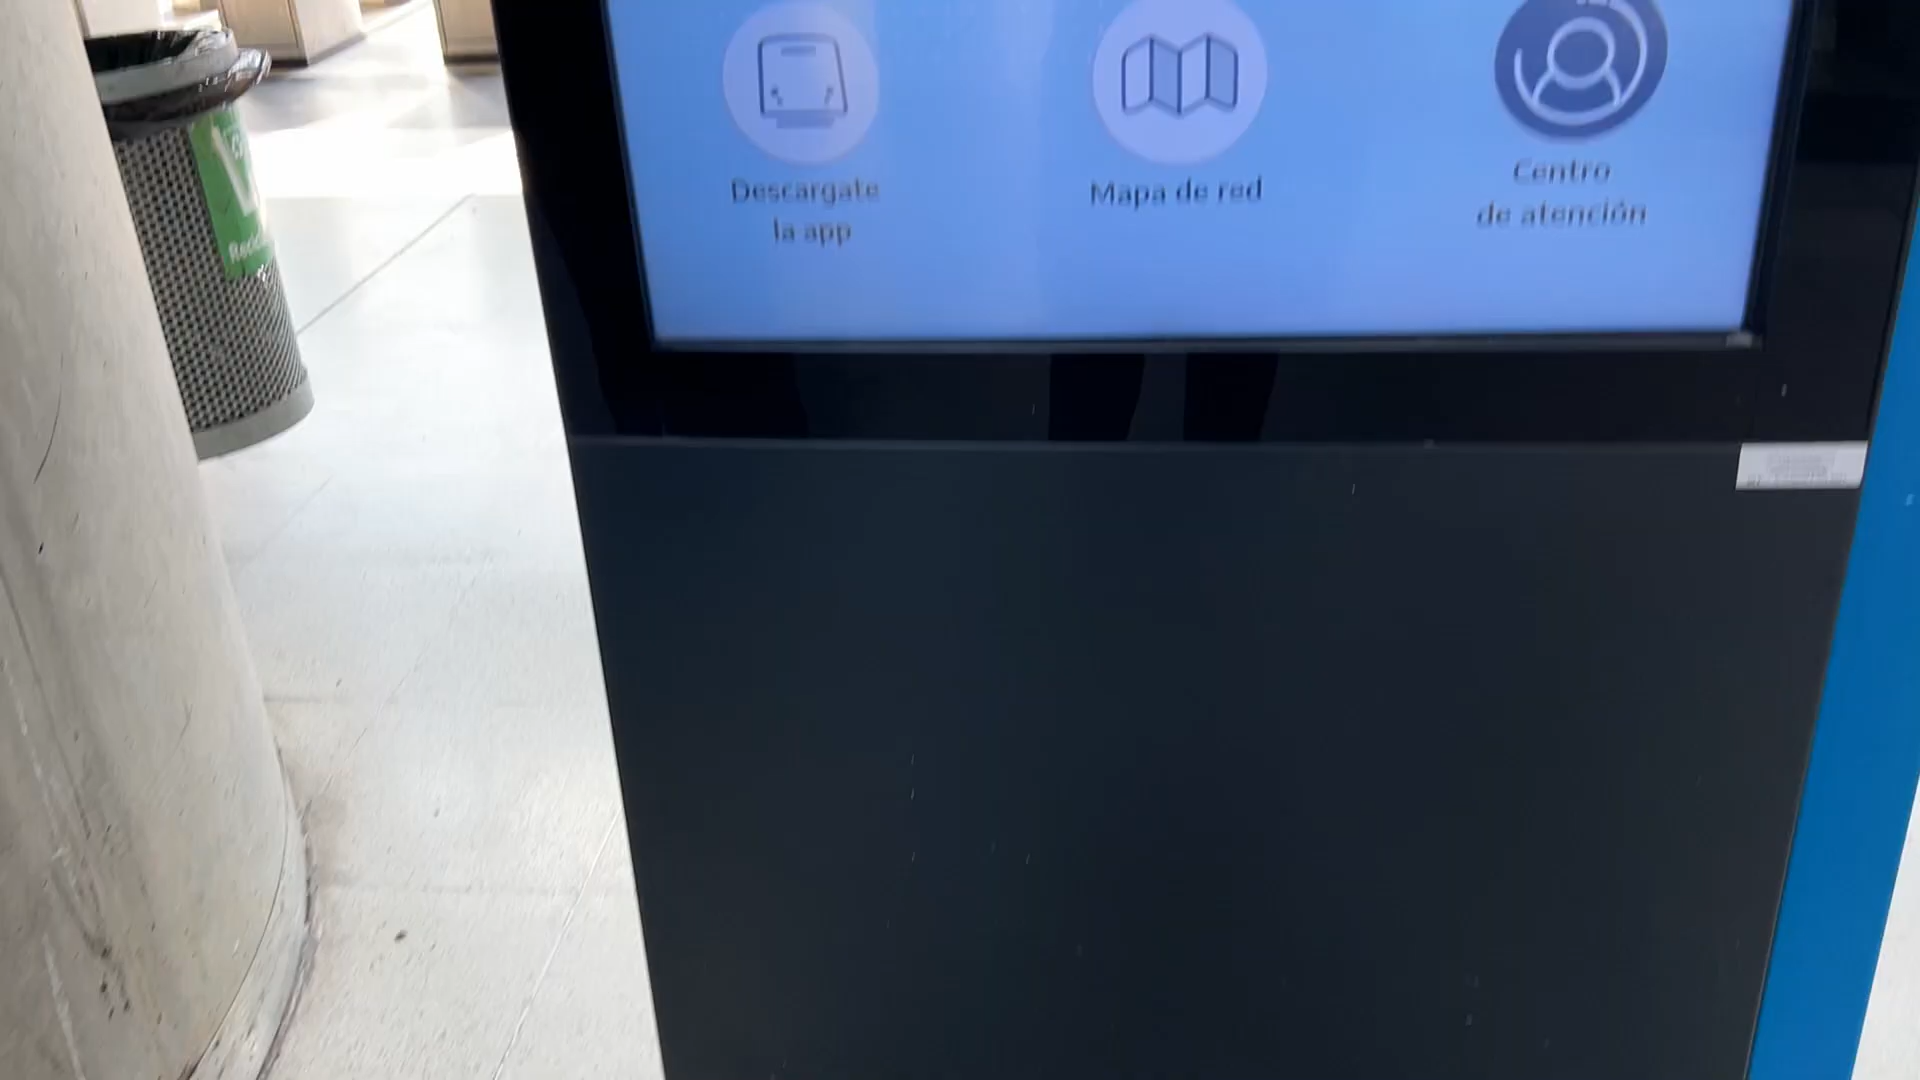 Descargate
la app
Mapa de red
Centro
de atención